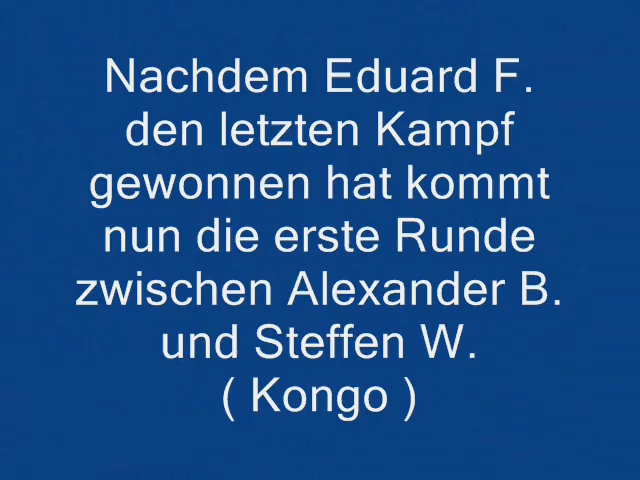 Nachdem Eduard F.
den letzten Kampf
gewonnen hat kommt
nun die erste Runde
zwischen Alexander B.
und Steffen W.
( Kongo )